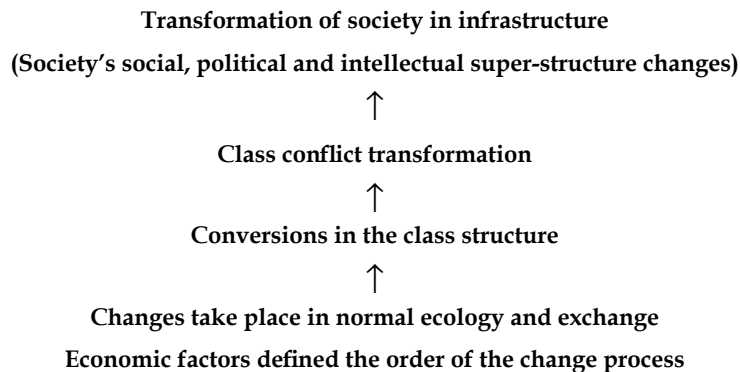 Transformation of society in infrastructure
(Society's social, political and intellectual super-structure changes)
↑
Class conflict transformation
↑
Conversions in the class structure
↑
Changes take place in normal ecology and exchange
Economic factors defined the order of the change process